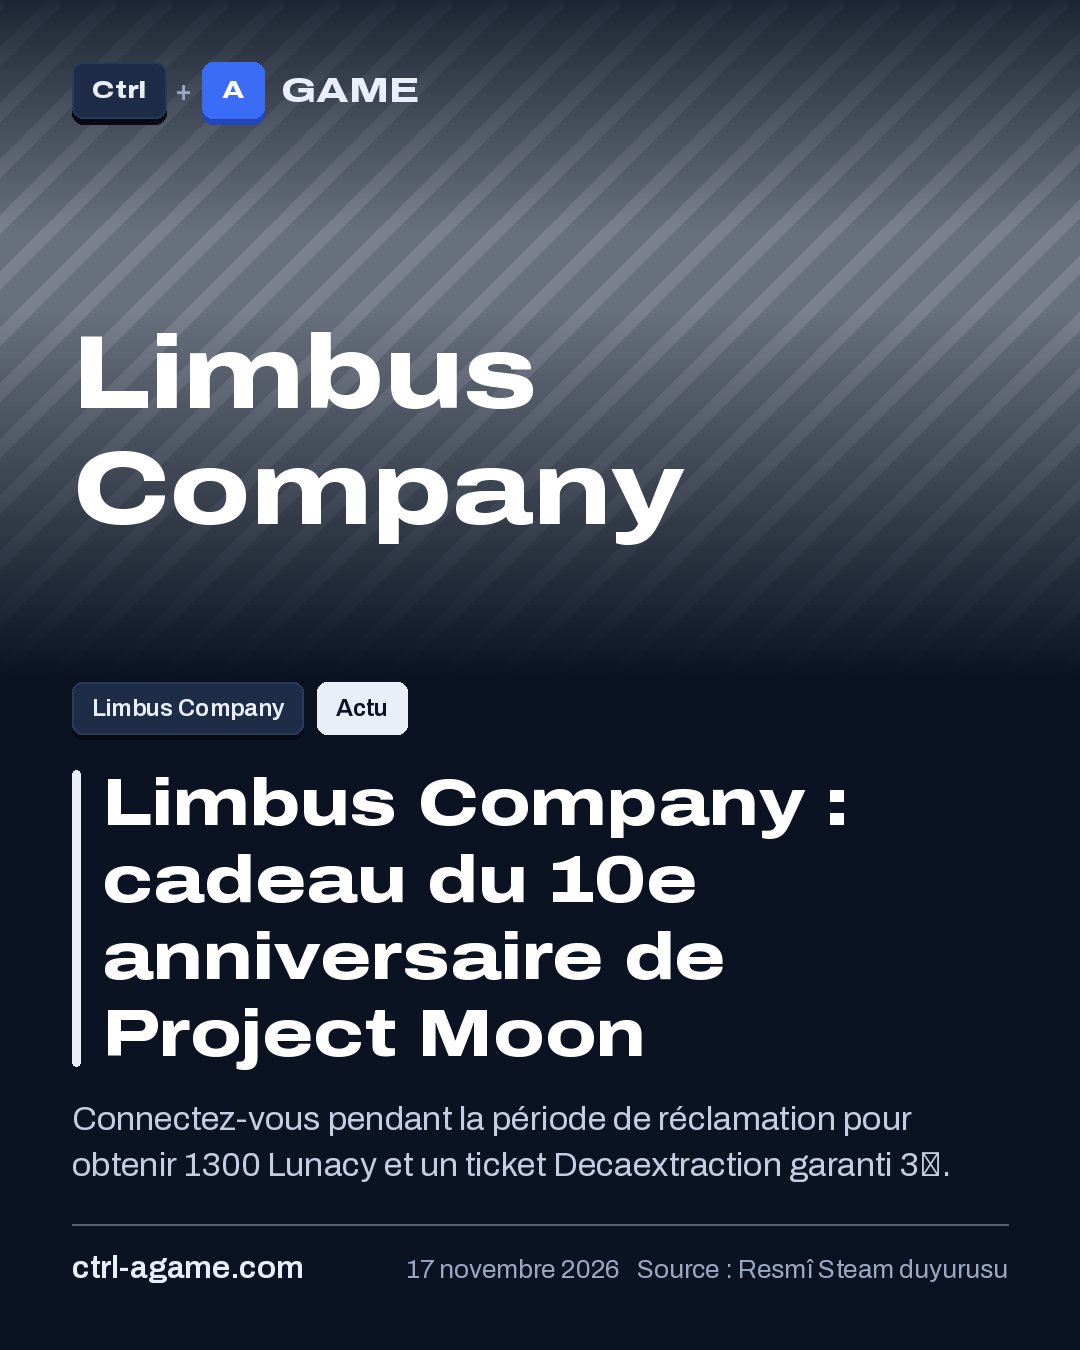 Ctrl + A GAME
Limbus
Company
Limbus Company Actu
Limbus Company :
cadeau du 10e
anniversaire de
Project Moon
Connectez-vous pendant la période de réclamation pour
obtenir 1300 Lunacy et un ticket Decaextraction garanti 3.
ctrl-agame.com 17 novembre 2026 Source : Resmî Steam duyurusu